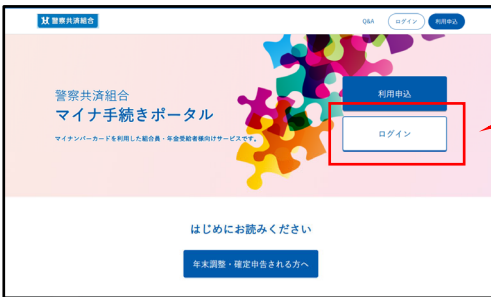 警察共済組合
Q&A
ログイン
利用申込
警察共済組合
マイナ手続きポータル
マイナンバーカードを利用した組合員・年金受給者様向けサービスです。
利用申込
ログイン
はじめにお読みください
年末調整・確定申告される方へ